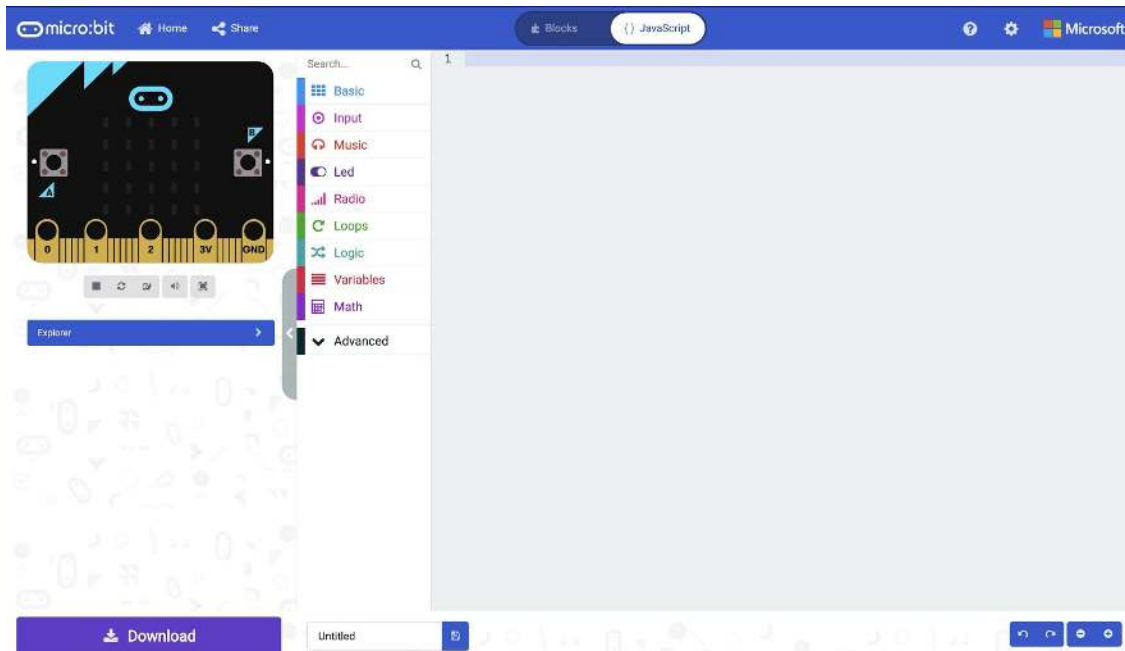 micro:bit Home Share Blocks {} JavaScript Microsoft
B
A
0 1 2 3V GND
Explorer
Search...
Basic
Input
Music
Led
Radio
Loops
Logic
Variables
Math
Advanced
1
Download
Untitled